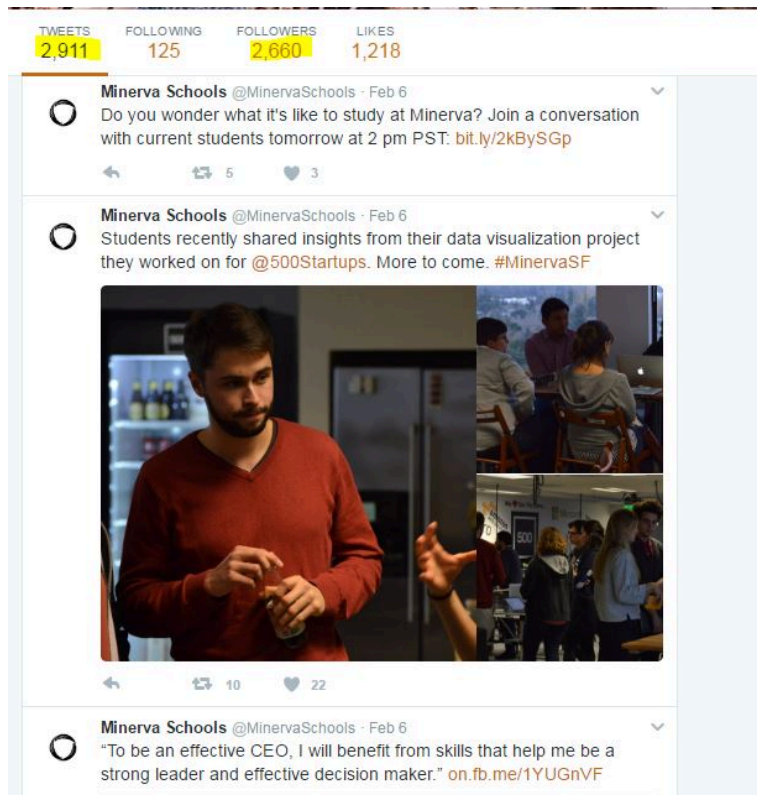 TWEETS FOLLOWING FOLLOWERS LIKES
2,911 125 2,660 1,218
Minerva Schools @MinervaSchools · Feb 6
Do you wonder what it's like to study at Minerva? Join a conversation
with current students tomorrow at 2 pm PST: bit.ly/2kBySGp
5 3
Minerva Schools @MinervaSchools · Feb 6
Students recently shared insights from their data visualization project
they worked on for @500Startups. More to come. #MinervaSF
500
10 22
Minerva Schools @MinervaSchools · Feb 6
“To be an effective CEO, I will benefit from skills that help me be a
strong leader and effective decision maker.” on.fb.me/1YUGnVF